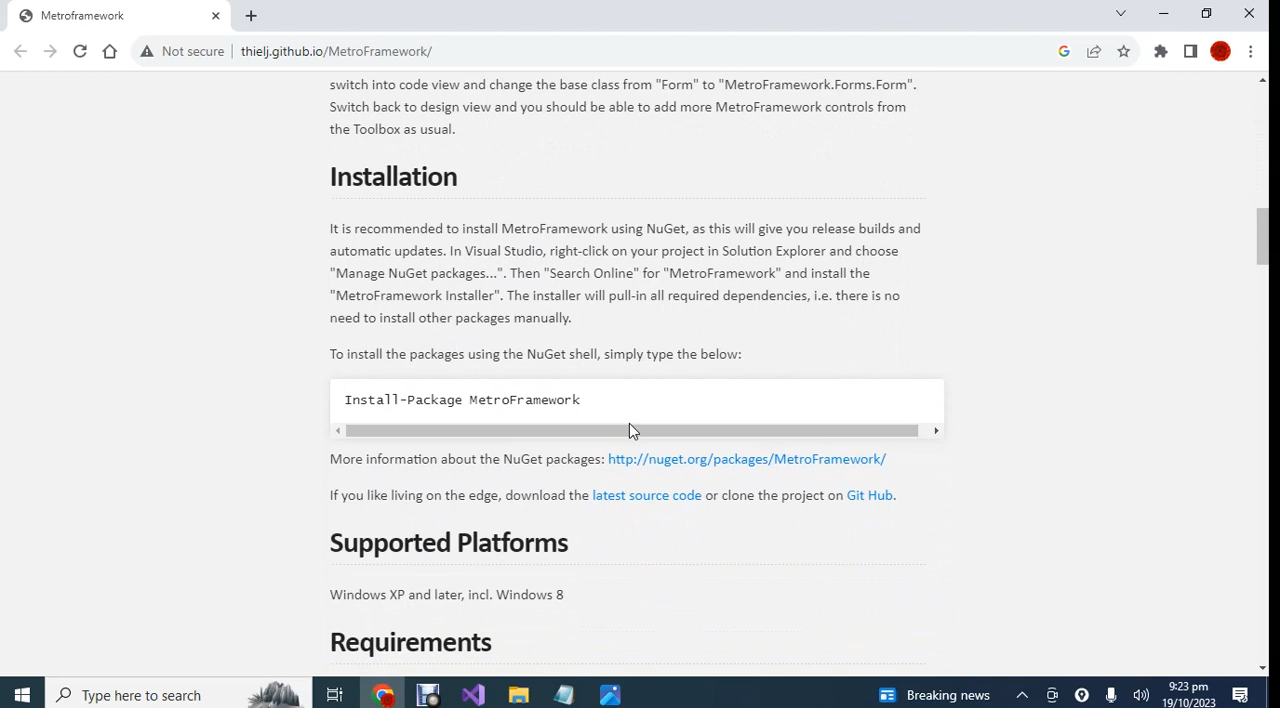 Metroframework
Not secure
thielj.github.io/MetroFramework/
switch into code view and change the base class from "Form" to "MetroFramework.Forms.Form".
Switch back to design view and you should be able to add more MetroFramework controls from
the Toolbox as usual.
Installation
It is recommended to install MetroFramework using NuGet, as this will give you release builds and
automatic updates. In Visual Studio, right-click on your project in Solution Explorer and choose
"Manage NuGet packages...". Then "Search Online" for "MetroFramework" and install the
"MetroFramework Installer". The installer will pull-in all required dependencies, i.e. there is no
need to install other packages manually.
To install the packages using the NuGet shell, simply type the below:
Install-Package MetroFramework
More information about the NuGet packages: http://nuget.org/packages/MetroFramework/
If you like living on the edge, download the latest source code or clone the project on Git Hub.
Supported Platforms
Windows XP and later, incl. Windows 8
Requirements
Type here to search
Breaking news
9:23 pm
19/10/2023